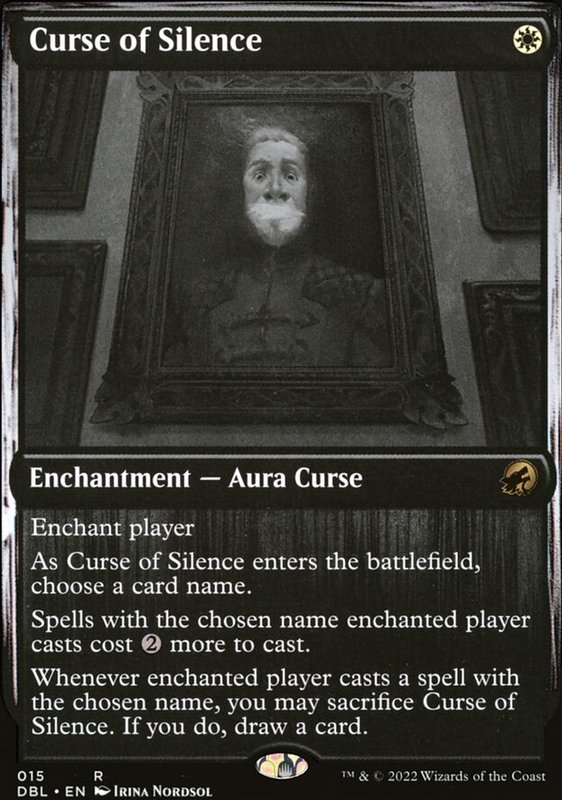 Curse of Silence
Enchantment — Aura Curse
Enchant player
As Curse of Silence enters the battlefield,
choose a card name.
Spells with the chosen name enchanted player
casts cost 2 more to cast.
Whenever enchanted player casts a spell with
the chosen name, you may sacrifice Curse of
Silence. If you do, draw a card.
015 R
DBL • EN Irina Nordsol
™ & © 2022 Wizards of the Coast